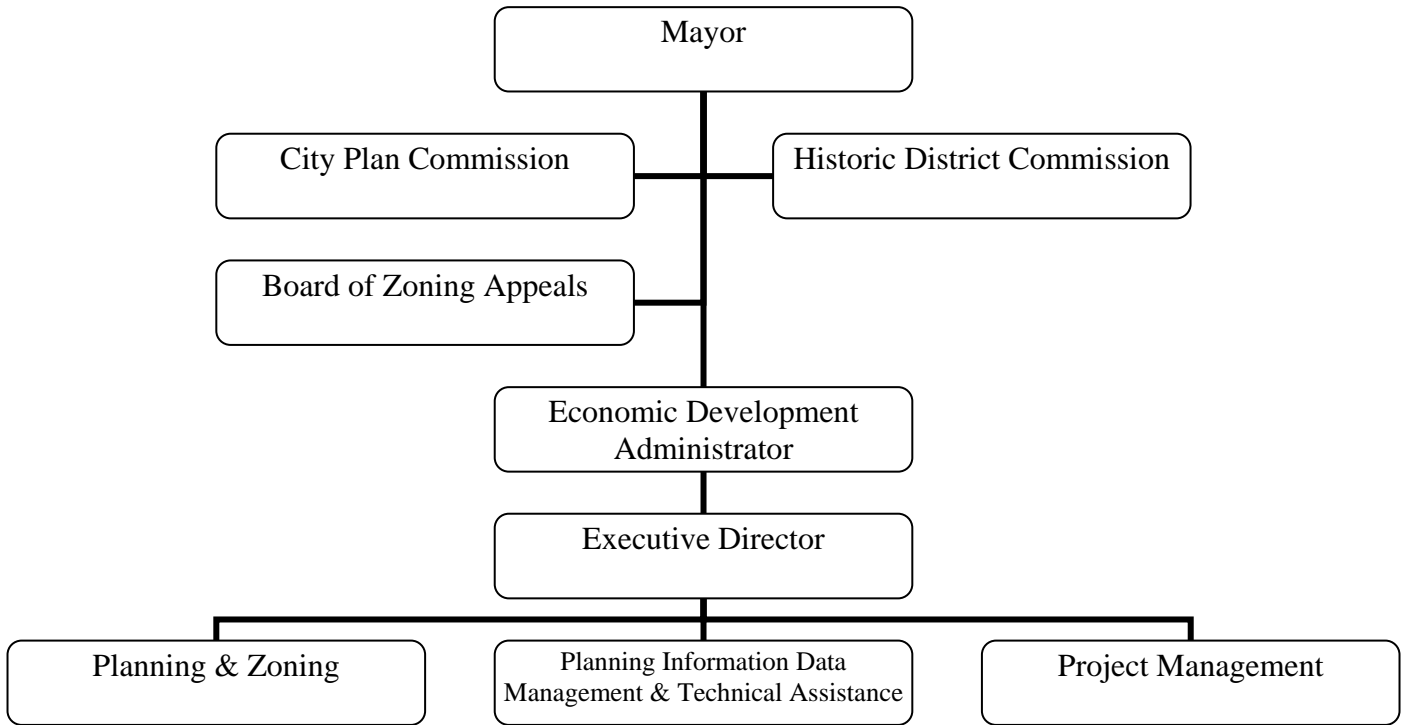 Mayor
City Plan Commission
Historic District Commission
Board of Zoning Appeals
Economic Development
Administrator
Executive Director
Planning & Zoning
Planning Information Data
Management & Technical Assistance
Project Management